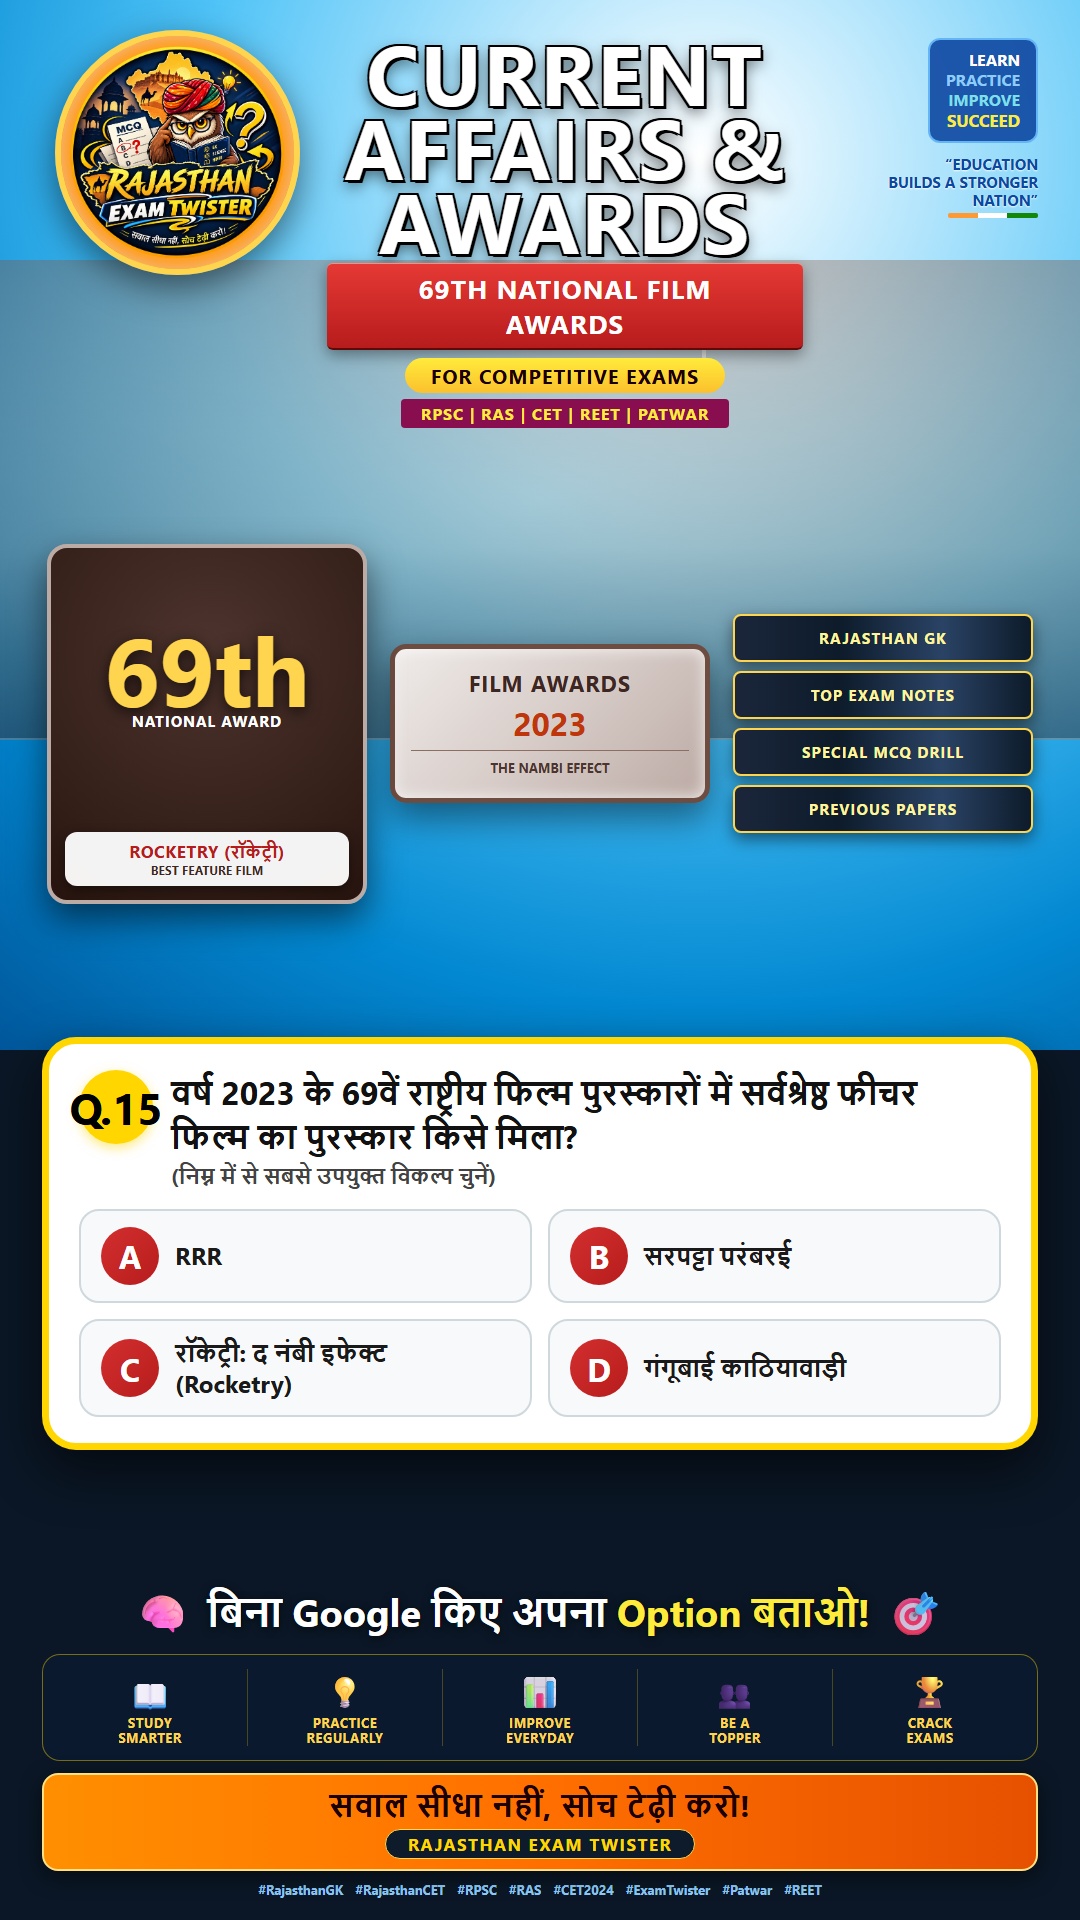 MCQ
A
B
C
D
?
RAJASTHAN
EXAM TWISTER
सवाल सीधा नहीं, सोच टेढ़ी करो!
CURRENT
AFFAIRS &
AWARDS
LEARN
PRACTICE
IMPROVE
SUCCEED
“EDUCATION
BUILDS A STRONGER
NATION”
69TH NATIONAL FILM
AWARDS
FOR COMPETITIVE EXAMS
RPSC | RAS | CET | REET | PATWAR
69th
NATIONAL AWARD
ROCKETRY (रॉकेट्री)
BEST FEATURE FILM
FILM AWARDS
2023
THE NAMBI EFFECT
RAJASTHAN GK
TOP EXAM NOTES
SPECIAL MCQ DRILL
PREVIOUS PAPERS
Q.15 वर्ष 2023 के 69वें राष्ट्रीय फिल्म पुरस्कारों में सर्वश्रेष्ठ फीचर
फिल्म का पुरस्कार किसे मिला?
(निम्न में से सबसे उपयुक्त विकल्प चुनें)
A RRR
B सरपट्टा परंबरई
C रॉकेट्री: द नंबी इफेक्ट
(Rocketry)
D गंगूबाई काठियावाड़ी
बिना Google किए अपना Option बताओ!
STUDY
SMARTER
PRACTICE
REGULARLY
IMPROVE
EVERYDAY
BE A
TOPPER
CRACK
EXAMS
सवाल सीधा नहीं, सोच टेढ़ी करो!
RAJASTHAN EXAM TWISTER
#RajasthanGK #RajasthanCET #RPSC #RAS #CET2024 #ExamTwister #Patwar #REET